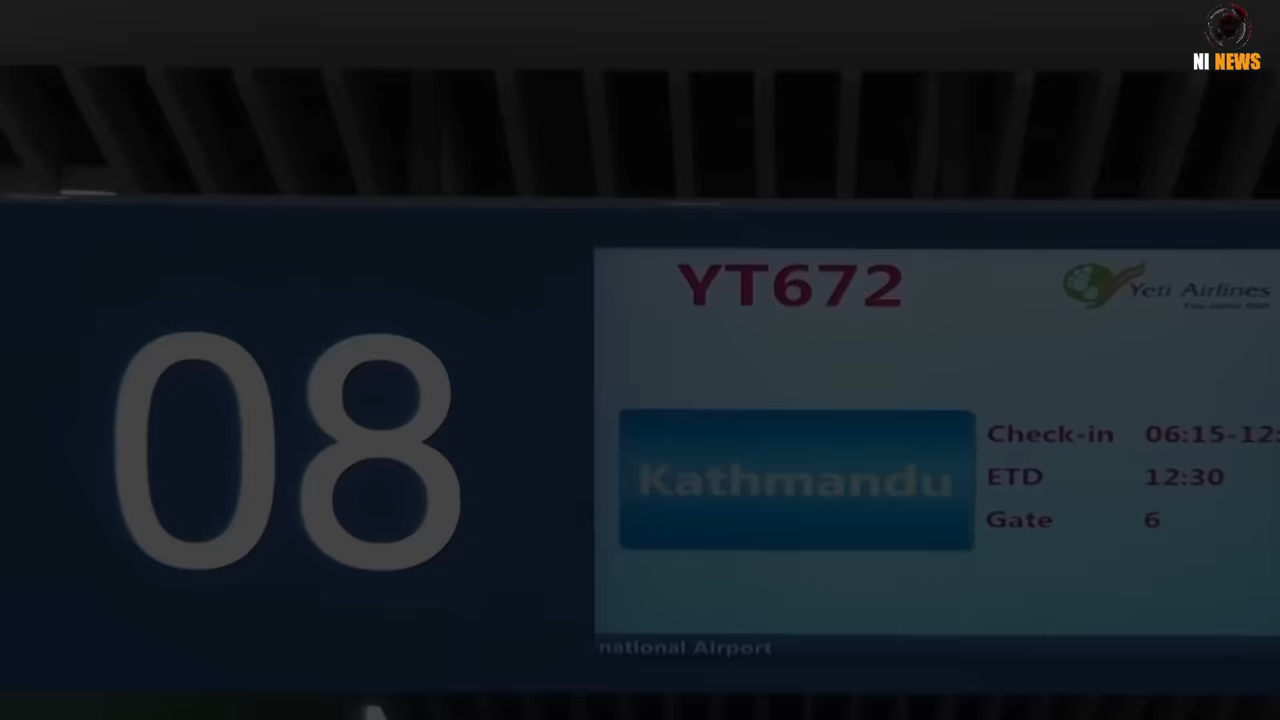 NI NEWS
YT672
Yeti Airlines
08
Kathmandu
Check-in 06:15-12:
ETD 12:30
Gate 6
national Airport